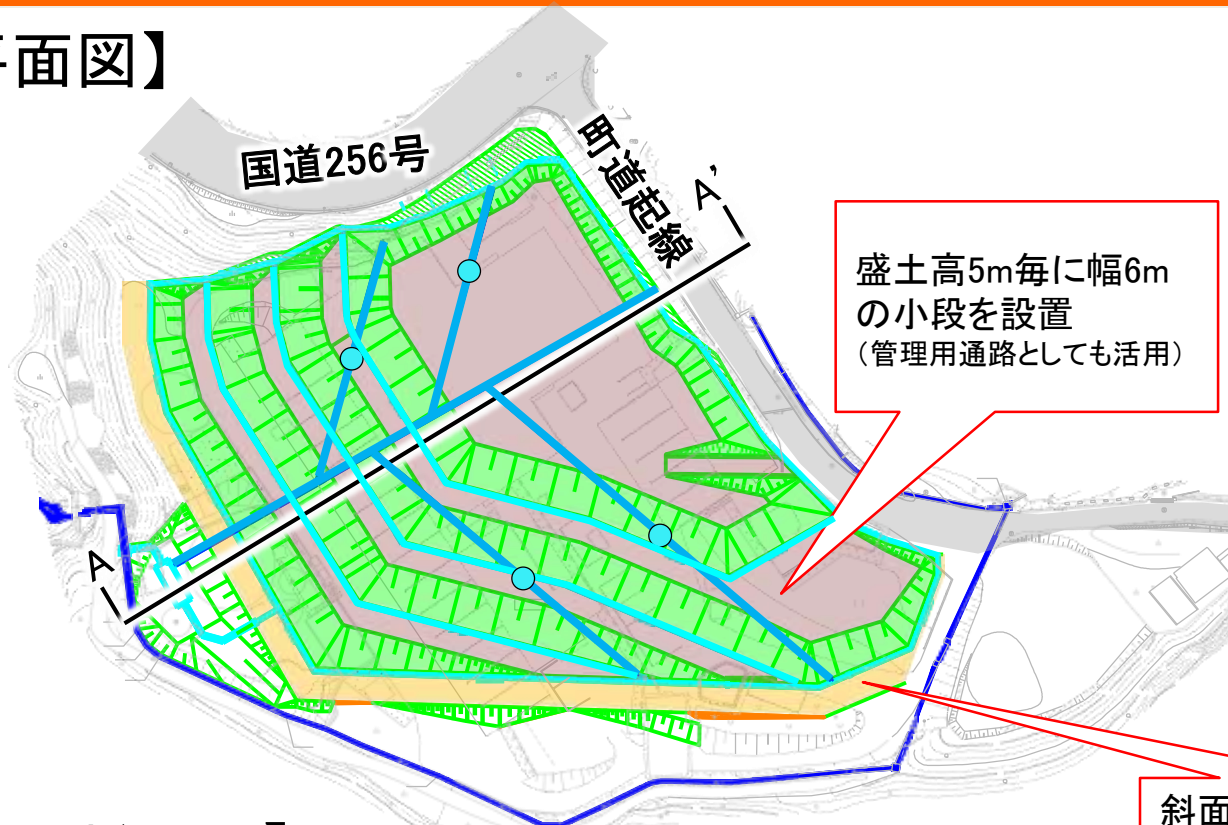 面図】
国道256号
町道起線
A’
盛土高5m毎に幅6m
の小段を設置
（管理用通路としても活用）
A
斜面